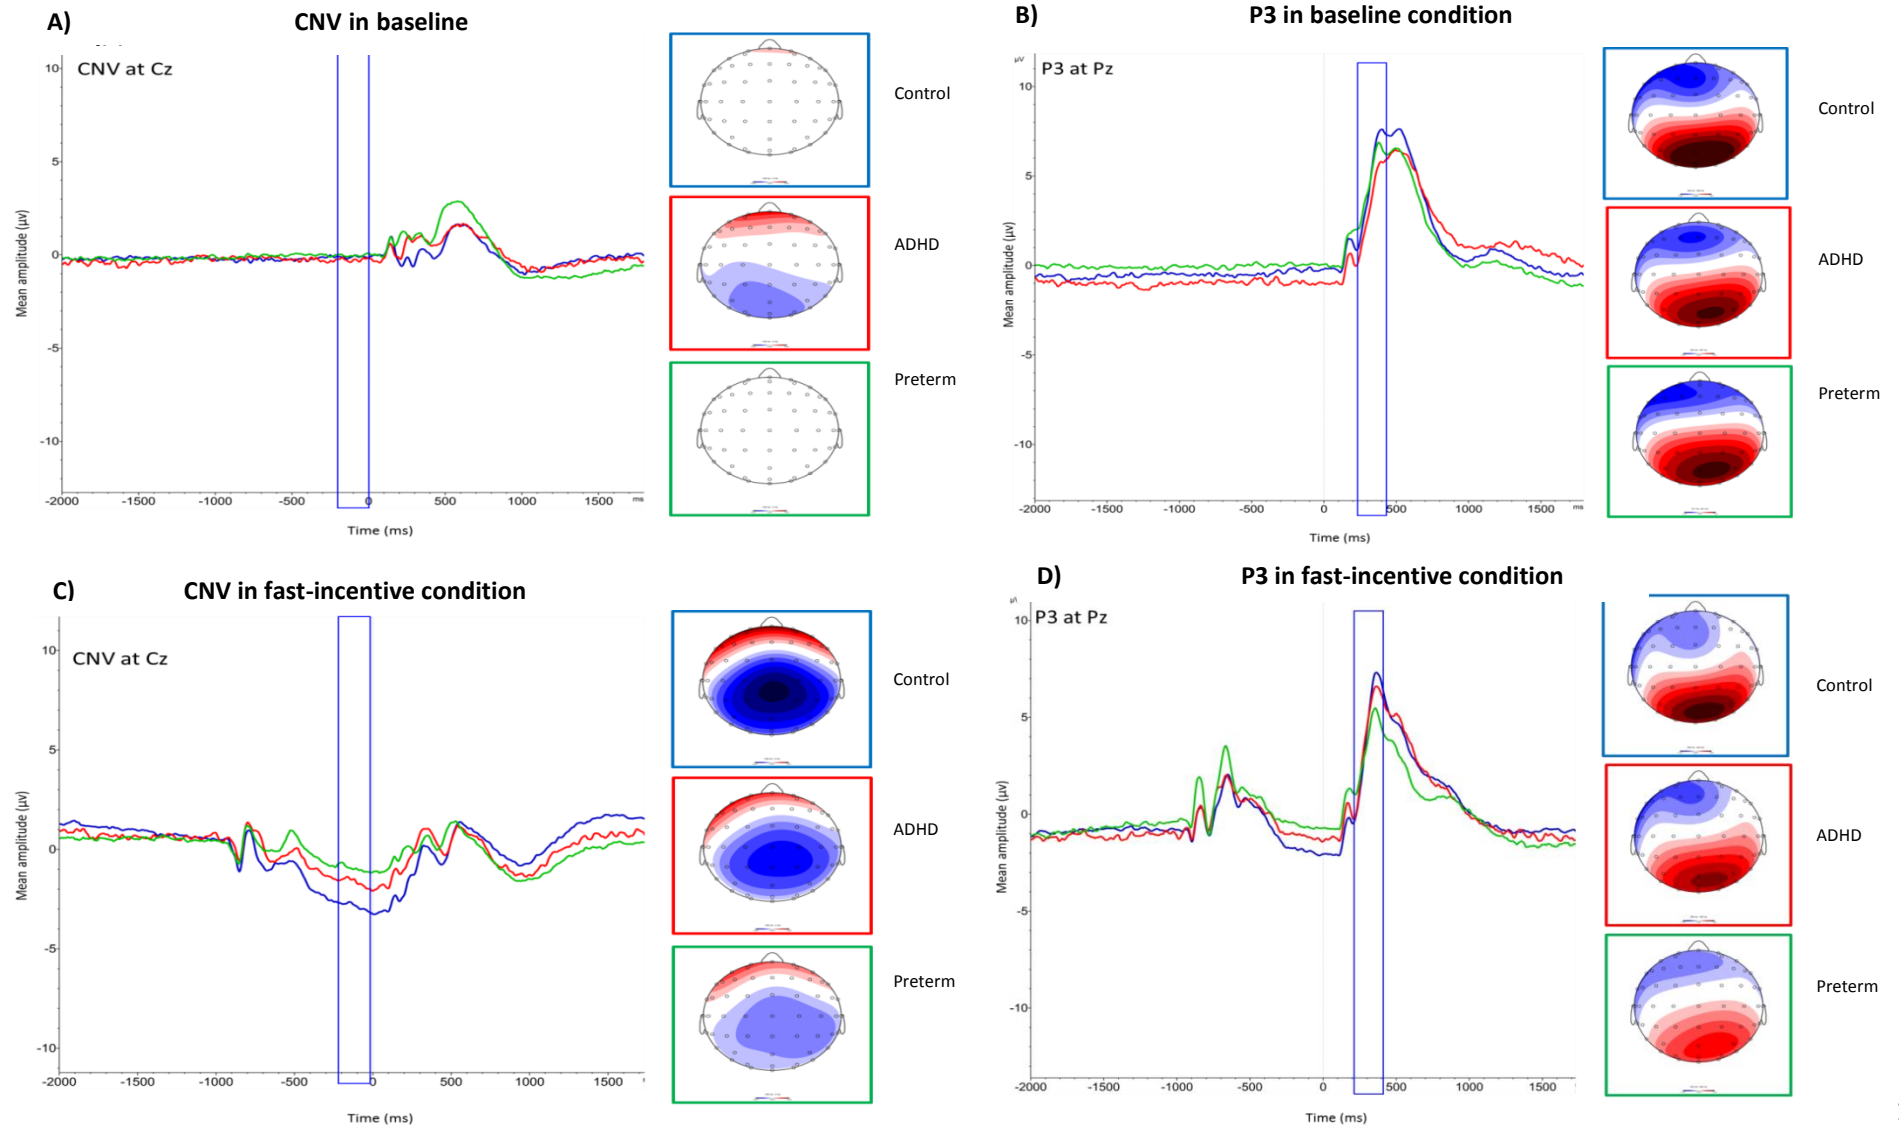 A) CNV in baseline
CNV at Cz
10
5
0
-5
-10
Mean amplitude (µv)
-2000 -1500 -1000 -500 0 500 1000 1500 ms
Time (ms)
Control
ADHD
Preterm
B) P3 in baseline condition
µV
P3 at Pz
10
5
0
-5
-10
Mean amplitude (µv)
-2000 -1500 -1000 -500 0 500 1000 1500 ms
Time (ms)
Control
ADHD
Preterm
C) CNV in fast-incentive condition
CNV at Cz
10
5
0
-5
-10
Mean amplitude (µv)
-2000 -1500 -1000 -500 0 500 1000 1500
Time (ms)
Control
ADHD
Preterm
D) P3 in fast-incentive condition
P3 at Pz
10
5
0
-5
-10
Mean amplitude (µv)
-2000 -1500 -1000 -500 0 500 1000 1500
Time (ms)
Control
ADHD
Preterm